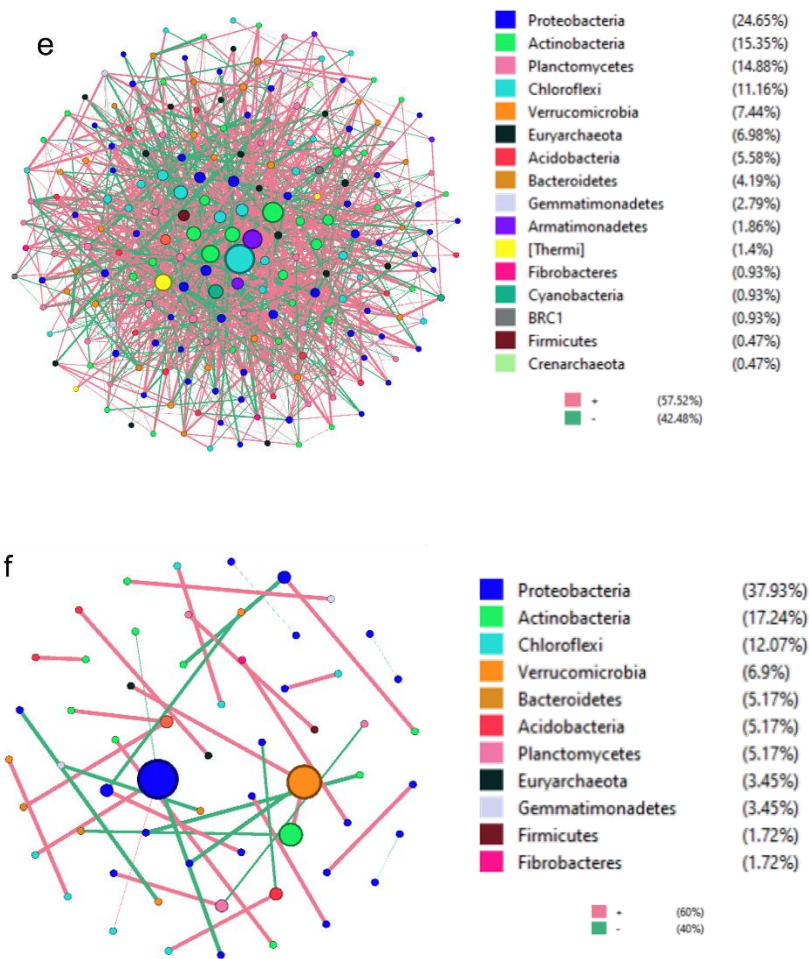 e
Proteobacteria (24.65%)
Actinobacteria (15.35%)
Planctomycetes (14.88%)
Chloroflexi (11.16%)
Verrucomicrobia (7.44%)
Euryarchaeota (6.98%)
Acidobacteria (5.58%)
Bacteroidetes (4.19%)
Gemmatimonadetes (2.79%)
Armatimonadetes (1.86%)
[Thermi] (1.4%)
Fibrobacteres (0.93%)
Cyanobacteria (0.93%)
BRC1 (0.93%)
Firmicutes (0.47%)
Crenarchaeota (0.47%)
+ (57.52%)
- (42.48%)
f
Proteobacteria (37.93%)
Actinobacteria (17.24%)
Chloroflexi (12.07%)
Verrucomicrobia (6.9%)
Bacteroidetes (5.17%)
Acidobacteria (5.17%)
Planctomycetes (5.17%)
Euryarchaeota (3.45%)
Gemmatimonadetes (3.45%)
Firmicutes (1.72%)
Fibrobacteres (1.72%)
+ (60%)
- (40%)